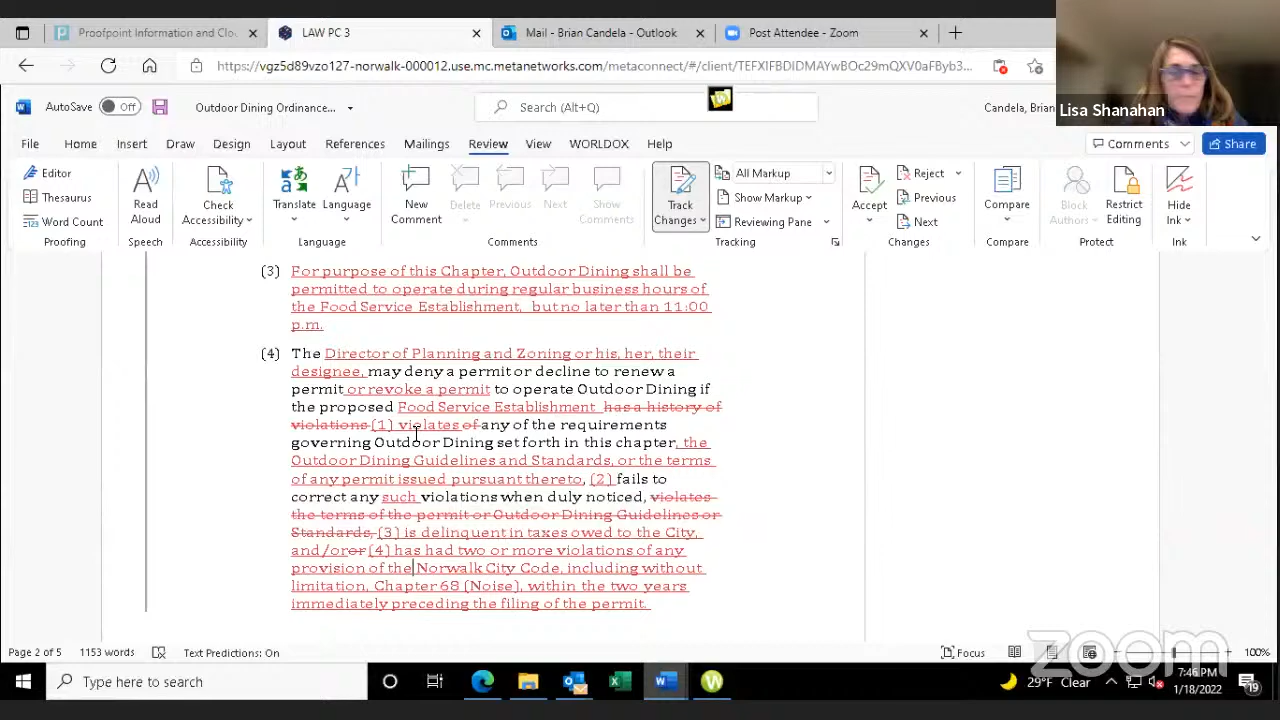 Proofpoint Information and Clo
LAW PC 3
Mail - Brian Candela - Outlook
Post Attendee - Zoom
https://vgz5d89vzo127-norwalk-000012.use.mc.metanetworks.com/metaconnect/#/client/TEFXIFBDIDMAYwBOc29mQXV0aFByb3...
Lisa Shanahan
AutoSave Off Outdoor Dining Ordinance... Search (Alt+Q) Candela, Brian
File Home Insert Draw Design Layout References Mailings Review View WORLDOX Help Comments Share
Editor
Thesaurus
Word Count
Proofing
Read Aloud
Speech
Check Accessibility
Accessibility
Translate Language
Language
New Comment Delete Previous Next Show Comments
Comments
Track Changes
All Markup
Show Markup
Reviewing Pane
Tracking
Accept
Reject
Previous
Next
Changes
Compare
Compare
Block Authors Restrict Editing
Protect
Hide Ink
Ink
(3) For purpose of this Chapter, Outdoor Dining shall be
permitted to operate during regular business hours of
the Food Service Establishment, but no later than 11:00
p.m.
(4) The Director of Planning and Zoning or his, her, their
designee, may deny a permit or decline to renew a
permit or revoke a permit to operate Outdoor Dining if
the proposed Food Service Establishment has a history of
violations (1) violates of any of the requirements
governing Outdoor Dining set forth in this chapter, the
Outdoor Dining Guidelines and Standards, or the terms
of any permit issued pursuant thereto, (2) fails to
correct any such violations when duly noticed, violates
the terms of the permit or Outdoor Dining Guidelines or
Standards, (3) is delinquent in taxes owed to the City,
and/oror (4) has had two or more violations of any
provision of the Norwalk City Code, including without
limitation, Chapter 68 (Noise), within the two years
immediately preceding the filing of the permit.
Page 2 of 5 1153 words Text Predictions: On Focus 100%
zoom
Type here to search
29°F Clear
7:46 PM
1/18/2022
19